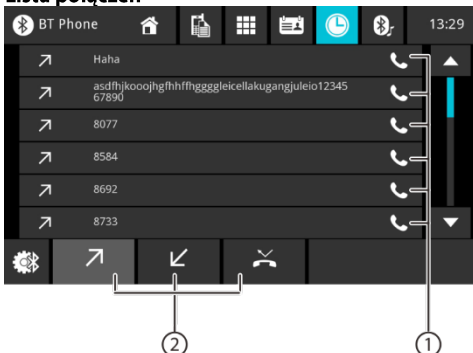 Lista połączeń
BT Phone
13:29
Haha
asdfhjkooojhgfhhffhggggleicellakugangjuleio12345
67890
8077
8584
8692
8733
2
1